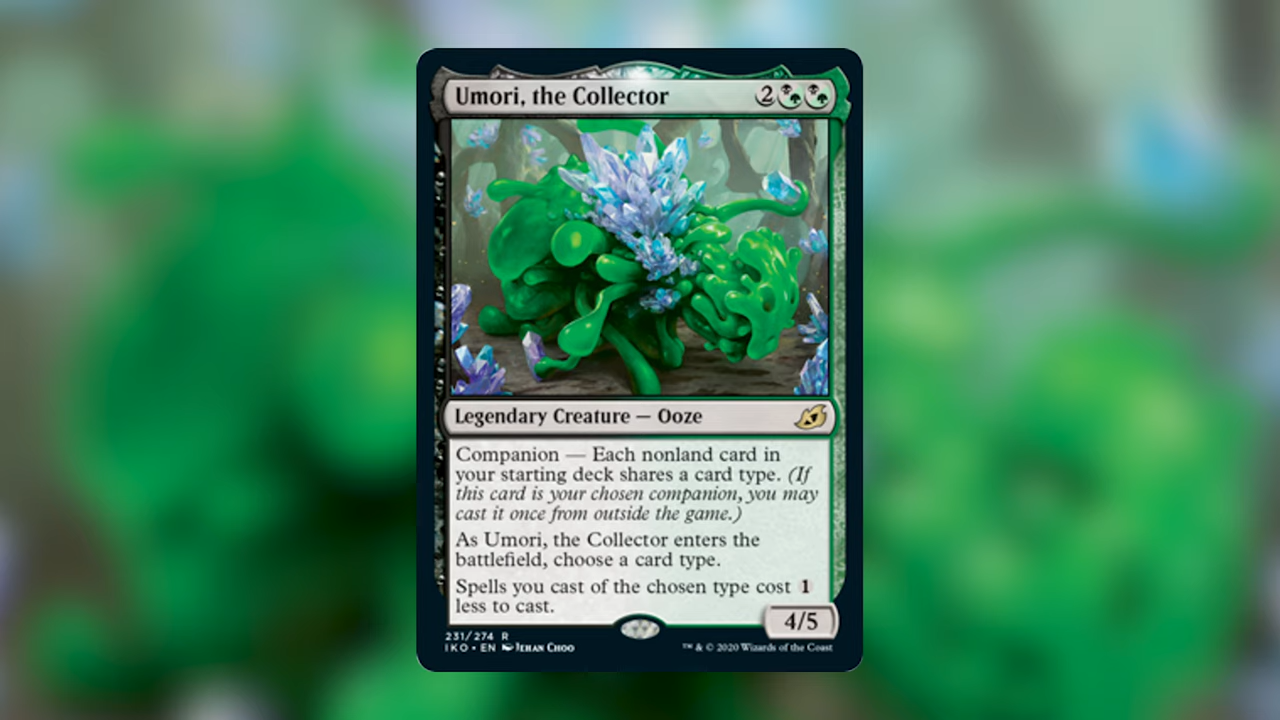 Umori, the Collector 2
Legendary Creature — Ooze
Companion — Each nonland card in
your starting deck shares a card type. (If
this card is your chosen companion, you may
cast it once from outside the game.)
As Umori, the Collector enters the
battlefield, choose a card type.
Spells you cast of the chosen type cost 1
less to cast.
4/5
231/274 R
IKO • EN Jehan Choo
™ & © 2020 Wizards of the Coast